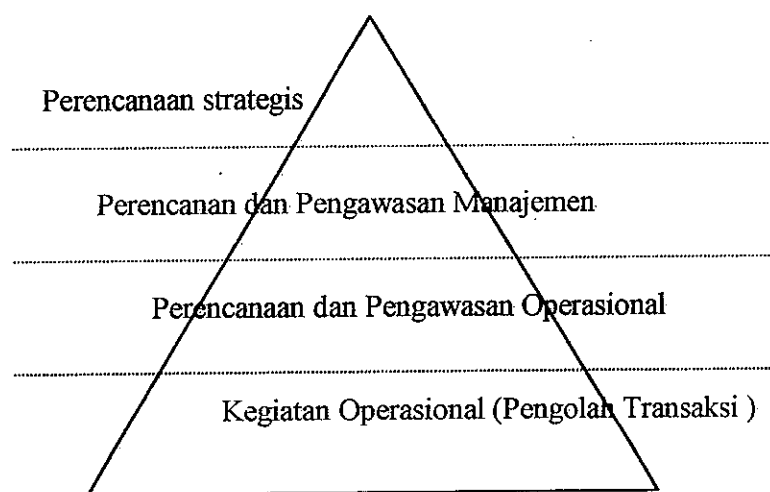 Perencanaan strategis
Perencanan dan Pengawasan Manajemen
Perencanaan dan Pengawasan Operasional
Kegiatan Operasional (Pengolah Transaksi )